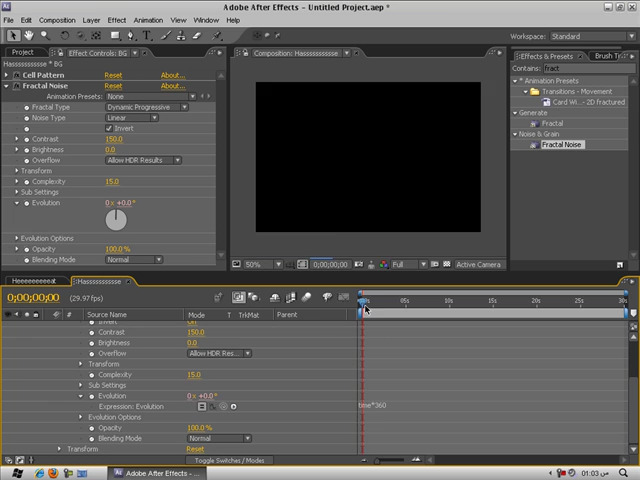 Adobe After Effects - Untitled Project.aep *
File Edit Composition Layer Effect Animation View Window Help
Workspace: Standard
Project Effect Controls: BG Composition: Hasssssssssse Effects & Presets Brush Ti
Hasssssssssse * BG
Contains: fract
Cell Pattern Reset About...
Fractal Noise Reset About...
Animation Presets: None
Fractal Type Dynamic Progressive
Noise Type Linear
Invert
Contrast 150.0
Brightness 0.0
Overflow Allow HDR Results
Transform
Complexity 15.0
Sub Settings
Evolution 0 x +0.0 °
Evolution Options
Opacity 100.0 %
Blending Mode Normal
* Animation Presets
Transitions - Movement
Card Wi... - 2D fractured
Generate
Fractal
Noise & Grain
Fractal Noise
50% 0;00;00;00 Full Active Camera
Heeeeeeeeat Hasssssssssse
0;00;00;00 (29.97 fps)
00s 05s 10s 15s 20s 25s 30s
# Source Name Mode T TrkMat Parent
Invert On
Contrast 150.0
Brightness 0.0
Overflow Allow HDR Res...
Transform
Complexity 15.0
Sub Settings
Evolution 0 x +0.0 °
Expression: Evolution time*360
Evolution Options
Opacity 100.0 %
Blending Mode Normal
Transform Reset
Toggle Switches / Modes
Windows Adobe After Effects - ... 01:03 ص